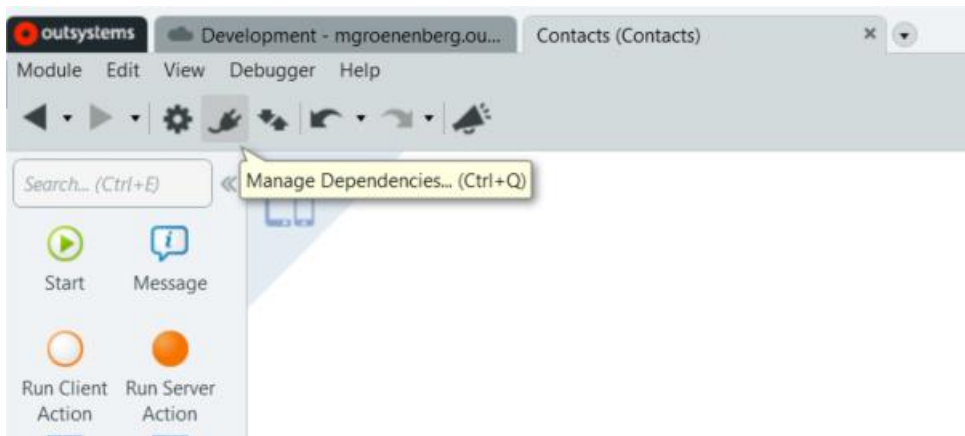 outsystems Development - mgroenenberg.ou... Contacts (Contacts)
Module Edit View Debugger Help
Search... (Ctrl+E)
Manage Dependencies... (Ctrl+Q)
Start Message
Run Client Run Server
Action Action